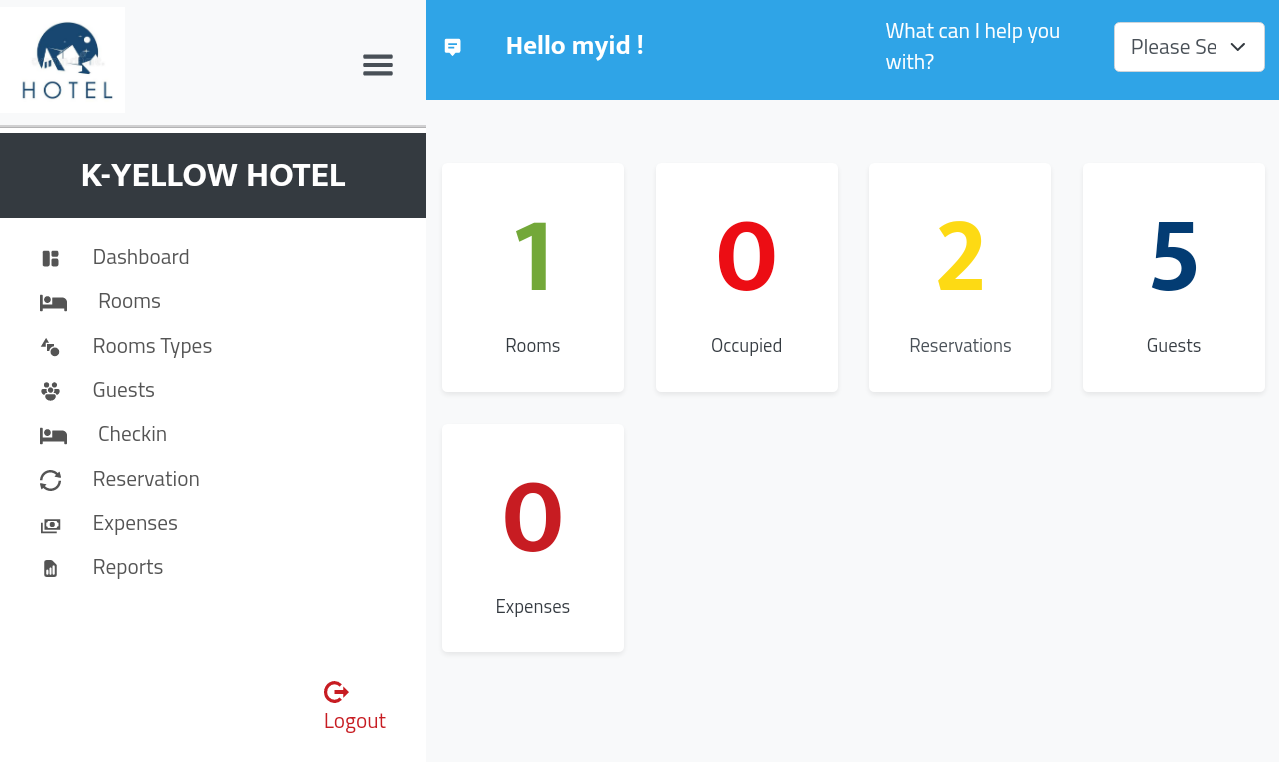 HOTEL
K-YELLOW HOTEL
Dashboard
Rooms
Rooms Types
Guests
Checkin
Reservation
Expenses
Reports
Logout
Hello myid !
What can I help you
with?
Please Se
1
Rooms
0
Occupied
2
Reservations
5
Guests
0
Expenses